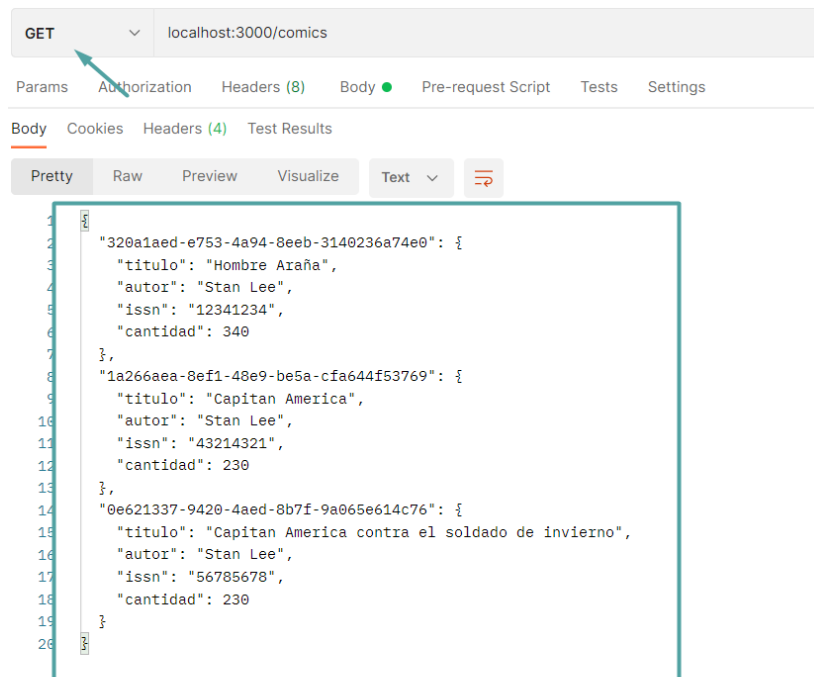 GET localhost:3000/comics
Params Authorization Headers (8) Body Pre-request Script Tests Settings
Body Cookies Headers (4) Test Results
Pretty Raw Preview Visualize Text
1 {
2 "320a1aed-e753-4a94-8eeb-3140236a74e0": {
3 "titulo": "Hombre Araña",
4 "autor": "Stan Lee",
5 "issn": "12341234",
6 "cantidad": 340
7 },
8 "1a266aea-8ef1-48e9-be5a-cfa644f53769": {
9 "titulo": "Capitan America",
10 "autor": "Stan Lee",
11 "issn": "43214321",
12 "cantidad": 230
13 },
14 "0e621337-9420-4aed-8b7f-9a065e614c76": {
15 "titulo": "Capitan America contra el soldado de invierno",
16 "autor": "Stan Lee",
17 "issn": "56785678",
18 "cantidad": 230
19 }
20 }